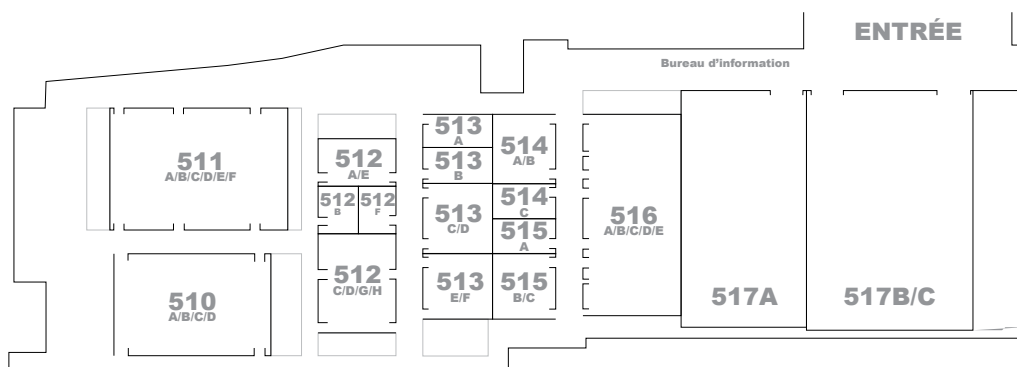 ENTRÉE
Bureau d'information
511
A/B/C/D/E/F
512
A/E
512
B
512
F
512
C/D/G/H
510
A/B/C/D
513
A
513
B
513
C/D
513
E/F
514
A/B
514
C
515
A
515
B/C
516
A/B/C/D/E
517A
517B/C